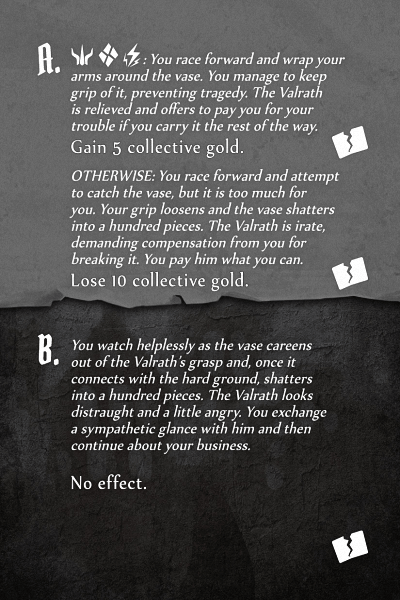 A. : You race forward and wrap your
arms around the vase. You manage to keep
grip of it, preventing tragedy. The Valrath
is relieved and offers to pay you for your
trouble if you carry it the rest of the way.
Gain 5 collective gold.
OTHERWISE: You race forward and attempt
to catch the vase, but it is too much for
you. Your grip loosens and the vase shatters
into a hundred pieces. The Valrath is irate,
demanding compensation from you for
breaking it. You pay him what you can.
Lose 10 collective gold.
B. You watch helplessly as the vase careens
out of the Valrath's grasp and, once it
connects with the hard ground, shatters
into a hundred pieces. The Valrath looks
distraught and a little angry. You exchange
a sympathetic glance with him and then
continue about your business.
No effect.